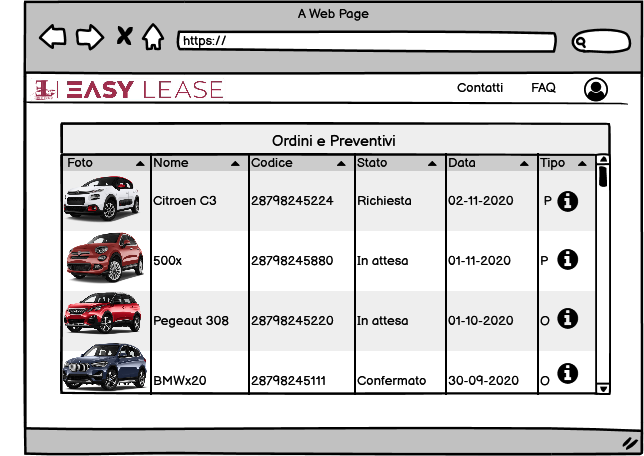 A Web Page
https://
EASY LEASE
Contatti FAQ
Ordini e Preventivi
Foto Nome Codice Stato Data Tipo
Citroen C3 28798245224 Richiesta 02-11-2020 P
500x 28798245880 In attesa 01-11-2020 P
Pegeaut 308 28798245220 In attesa 01-10-2020 O
BMWx20 28798245111 Confermato 30-09-2020 O